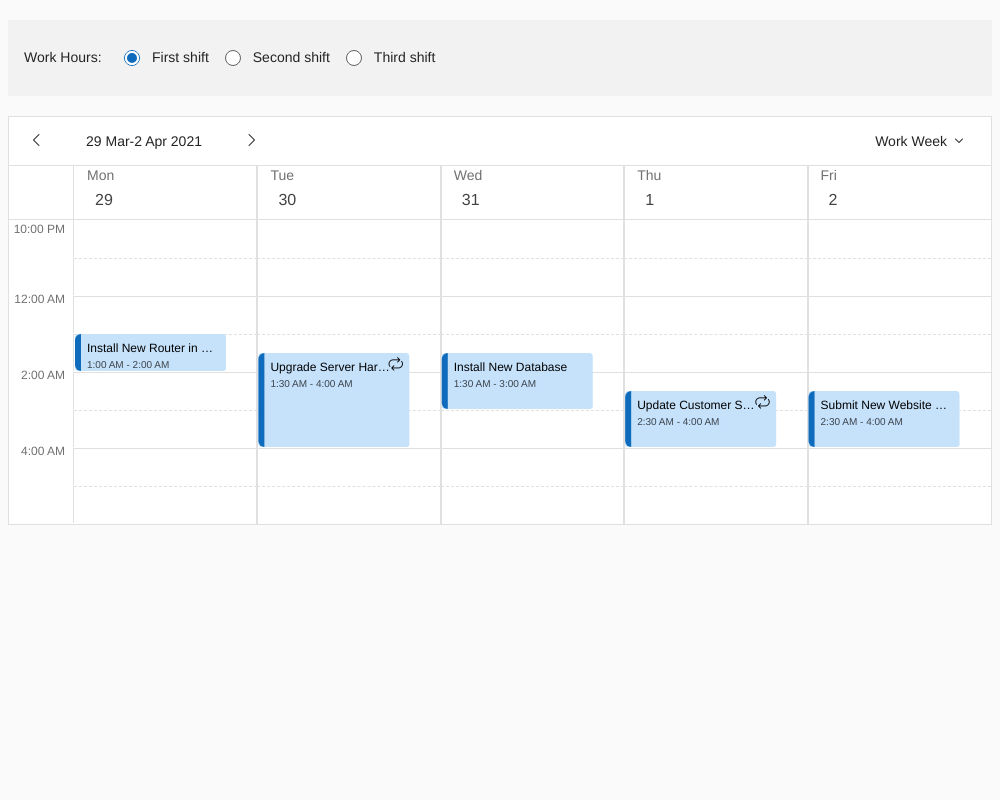 Work Hours: First shift Second shift Third shift
29 Mar-2 Apr 2021 Work Week
Mon Tue Wed Thu Fri
29 30 31 1 2
10:00 PM
12:00 AM
2:00 AM
4:00 AM
Install New Router in ...
1:00 AM - 2:00 AM
Upgrade Server Har...
1:30 AM - 4:00 AM
Install New Database
1:30 AM - 3:00 AM
Update Customer S...
2:30 AM - 4:00 AM
Submit New Website ...
2:30 AM - 4:00 AM